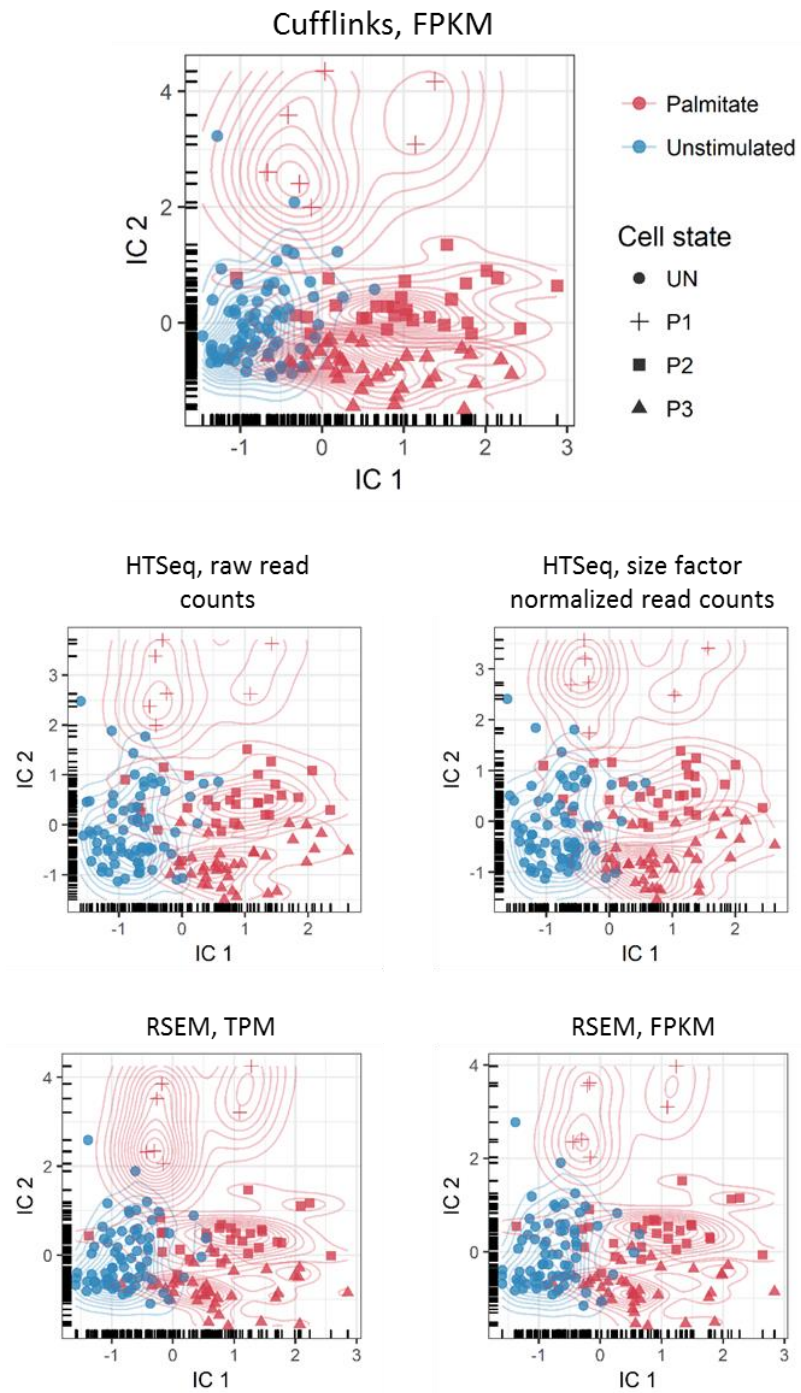 Cufflinks, FPKM
4
2
0
IC 2
-1
0
1
2
3
IC 1
Palmitate
Unstimulated
Cell state
UN
P1
P2
P3
HTSeq, raw read
counts
3
2
1
0
-1
IC 2
-1
0
1
2
IC 1
HTSeq, size factor
normalized read counts
3
2
1
0
-1
IC 2
-1
0
1
2
IC 1
RSEM, TPM
4
2
0
IC 2
-1
0
1
2
3
IC 1
RSEM, FPKM
4
2
0
IC 2
-1
0
1
2
3
IC 1